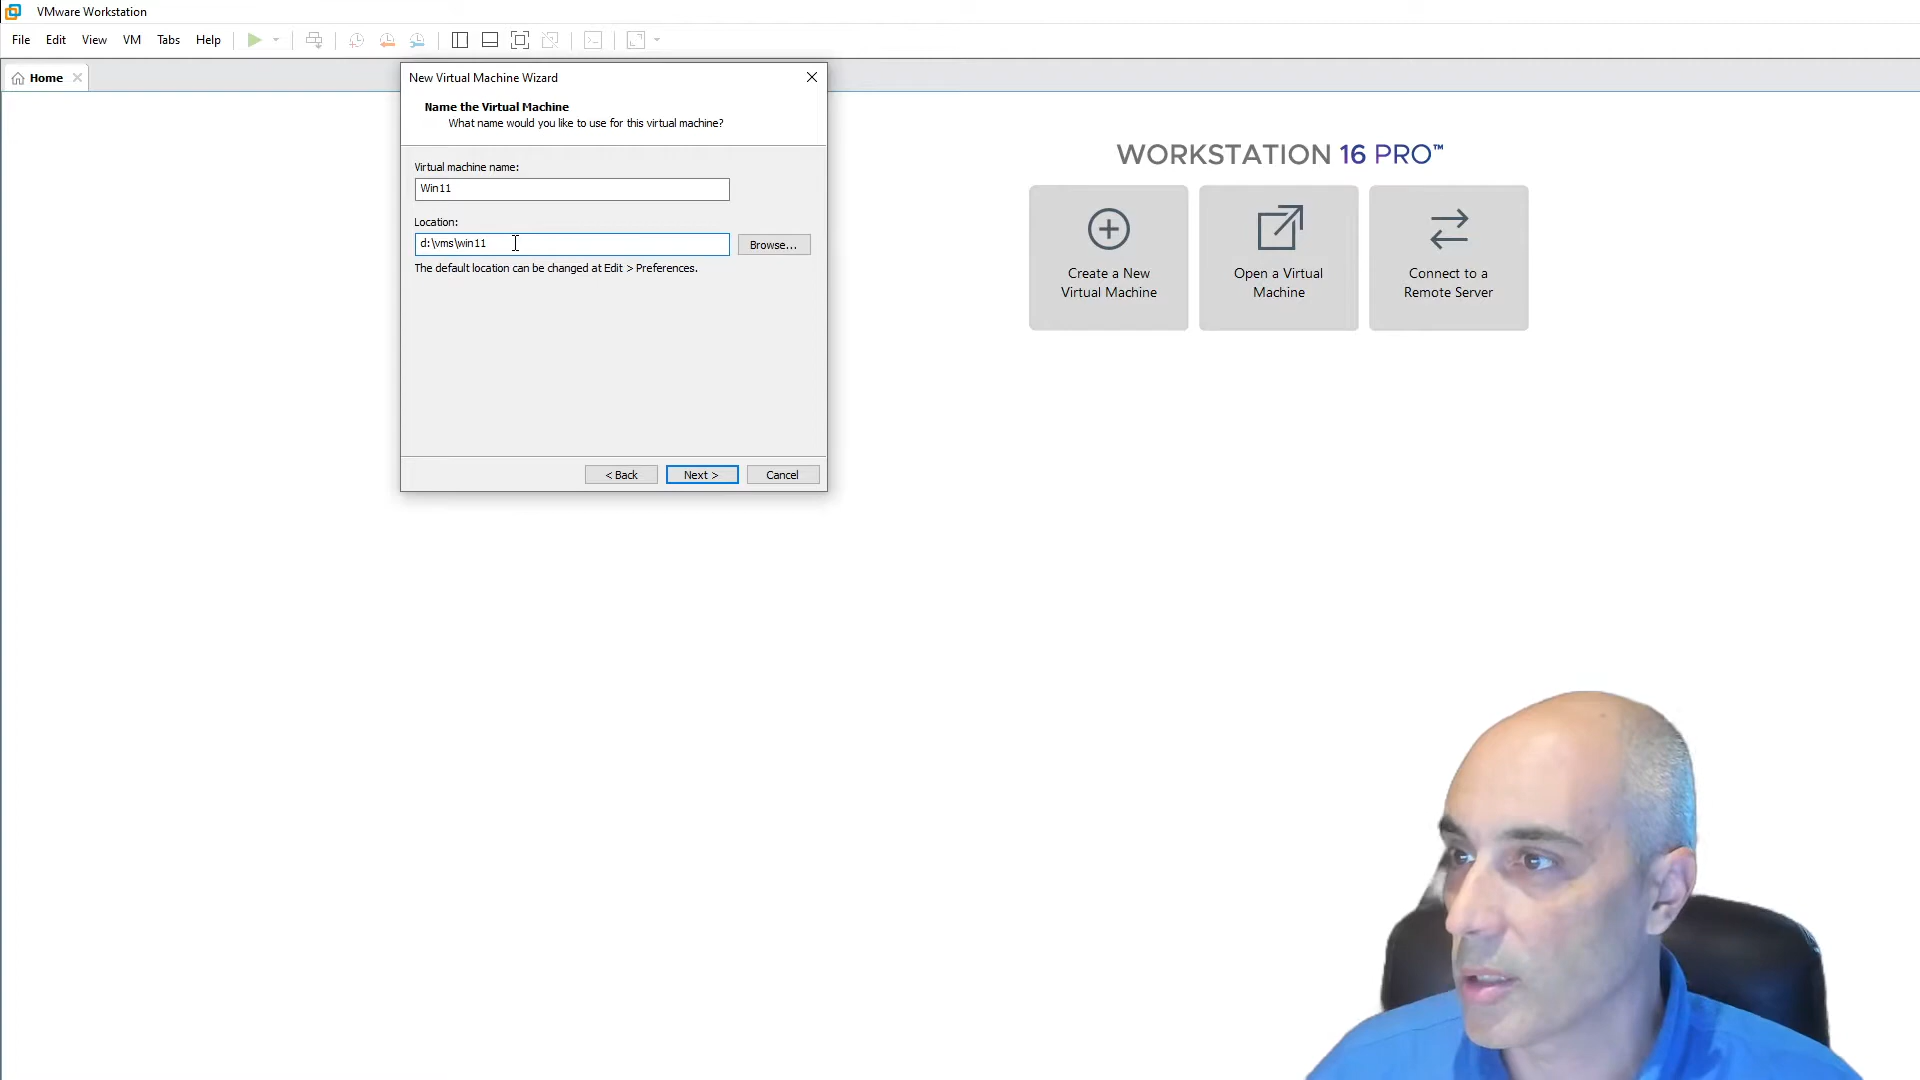 VMware Workstation
File Edit View VM Tabs Help
Home
New Virtual Machine Wizard
Name the Virtual Machine
What name would you like to use for this virtual machine?
Virtual machine name:
Win11
Location:
d:\vms\win11
Browse...
The default location can be changed at Edit > Preferences.
< Back
Next >
Cancel
WORKSTATION 16 PRO™
Create a New
Virtual Machine
Open a Virtual
Machine
Connect to a
Remote Server